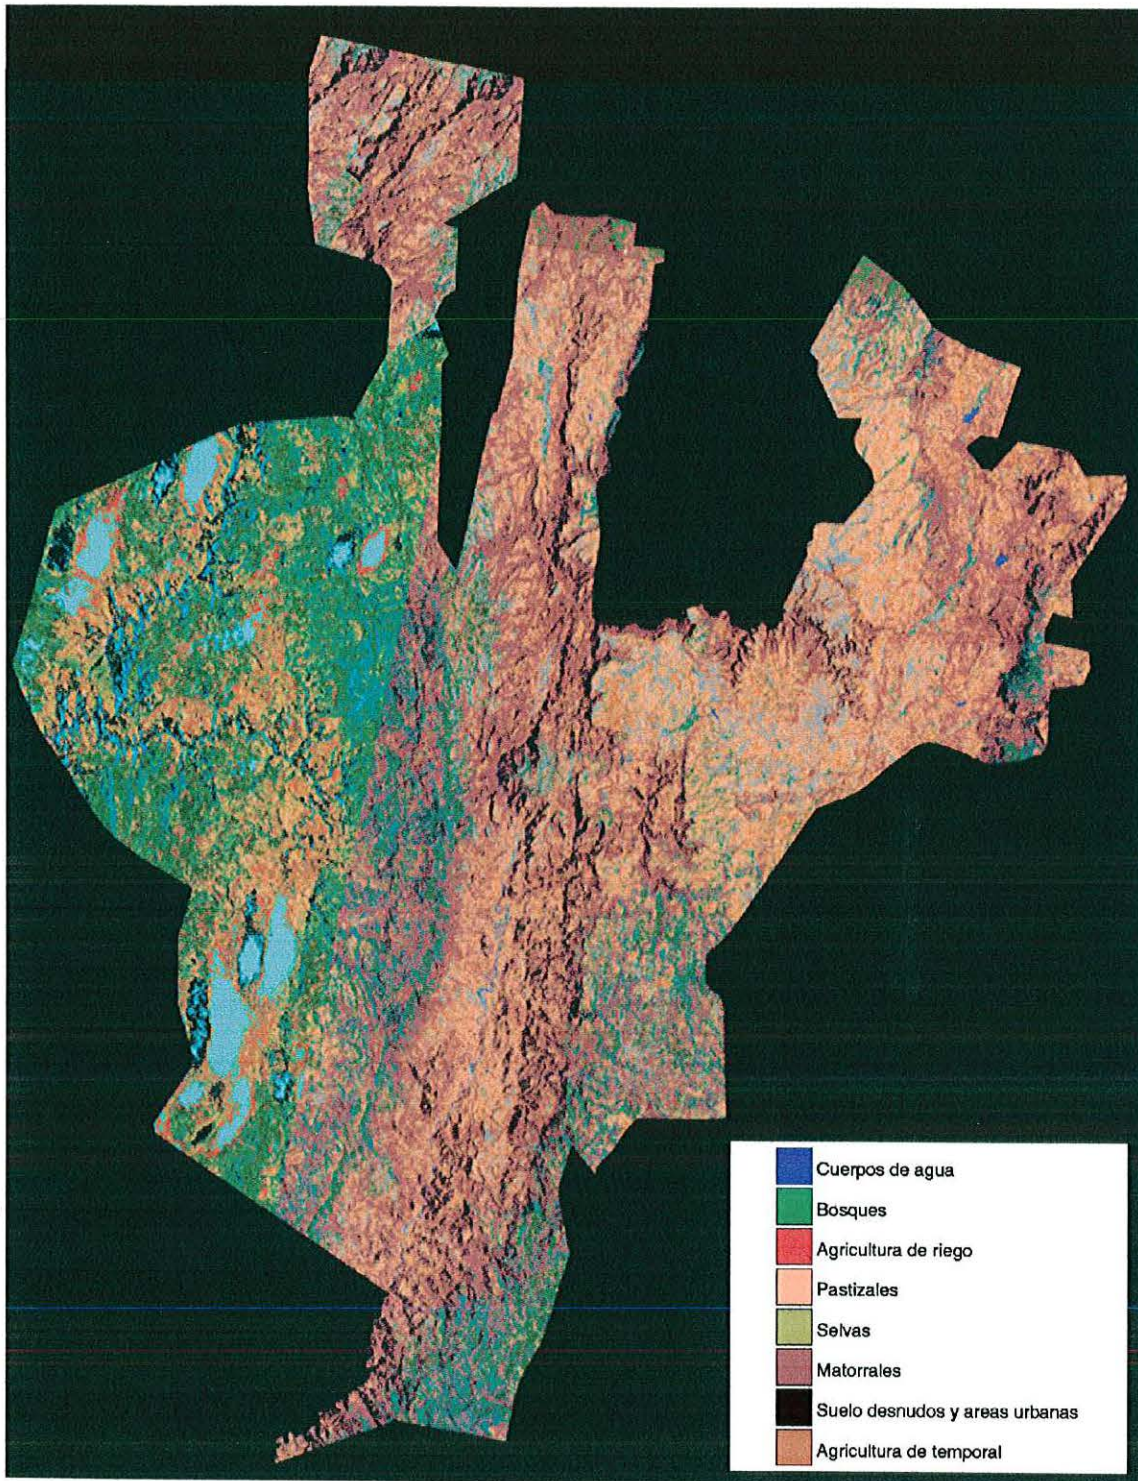 Cuerpos de agua
Bosques
Agricultura de riego
Pastizales
Selvas
Matorrales
Suelo desnudos y areas urbanas
Agricultura de temporal